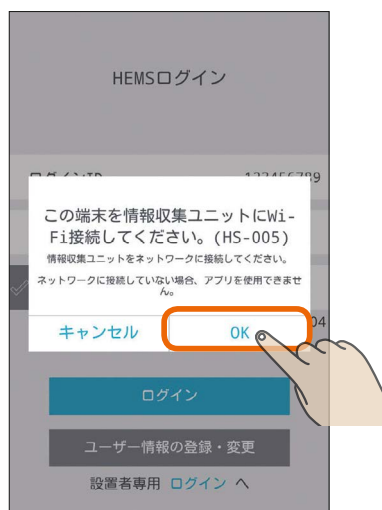 HEMSログイン
この端末を情報収集ユニットにWi-
Fi接続してください。(HS-005)
情報収集ユニットをネットワークに接続してください。
ネットワークに接続していない場合、アプリを使用できませ
ん。
キャンセル OK
04
ログイン
ユーザー情報の登録・変更
設置者専用 ログイン へ